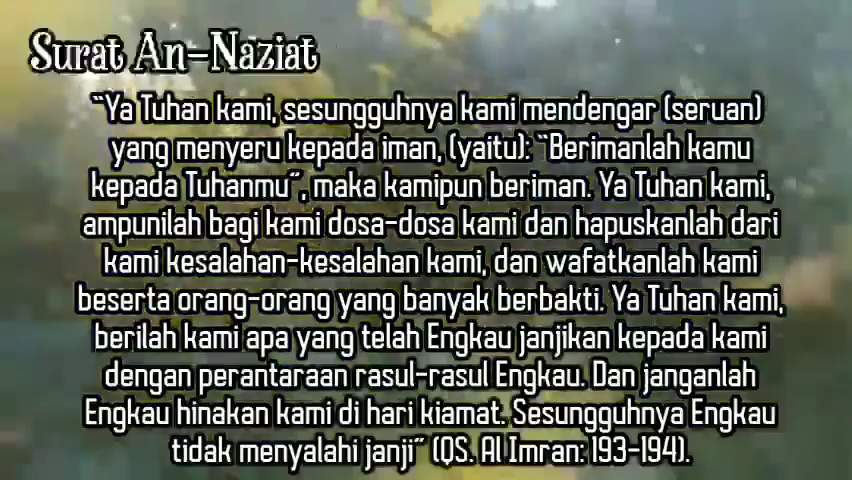 Surat An-Naziat
"Ya Tuhan kami, sesungguhnya kami mendengar (seruan)
yang menyeru kepada iman, (yaitu): "Berimanlah kamu
kepada Tuhanmu", maka kamipun beriman. Ya Tuhan kami,
ampunilah bagi kami dosa-dosa kami dan hapuskanlah dari
kami kesalahan-kesalahan kami, dan wafatkanlah kami
beserta orang-orang yang banyak berbakti. Ya Tuhan kami,
berilah kami apa yang telah Engkau janjikan kepada kami
dengan perantaraan rasul-rasul Engkau. Dan janganlah
Engkau hinakan kami di hari kiamat. Sesungguhnya Engkau
tidak menyalahi janji" (QS. Al Imran: 193-194).